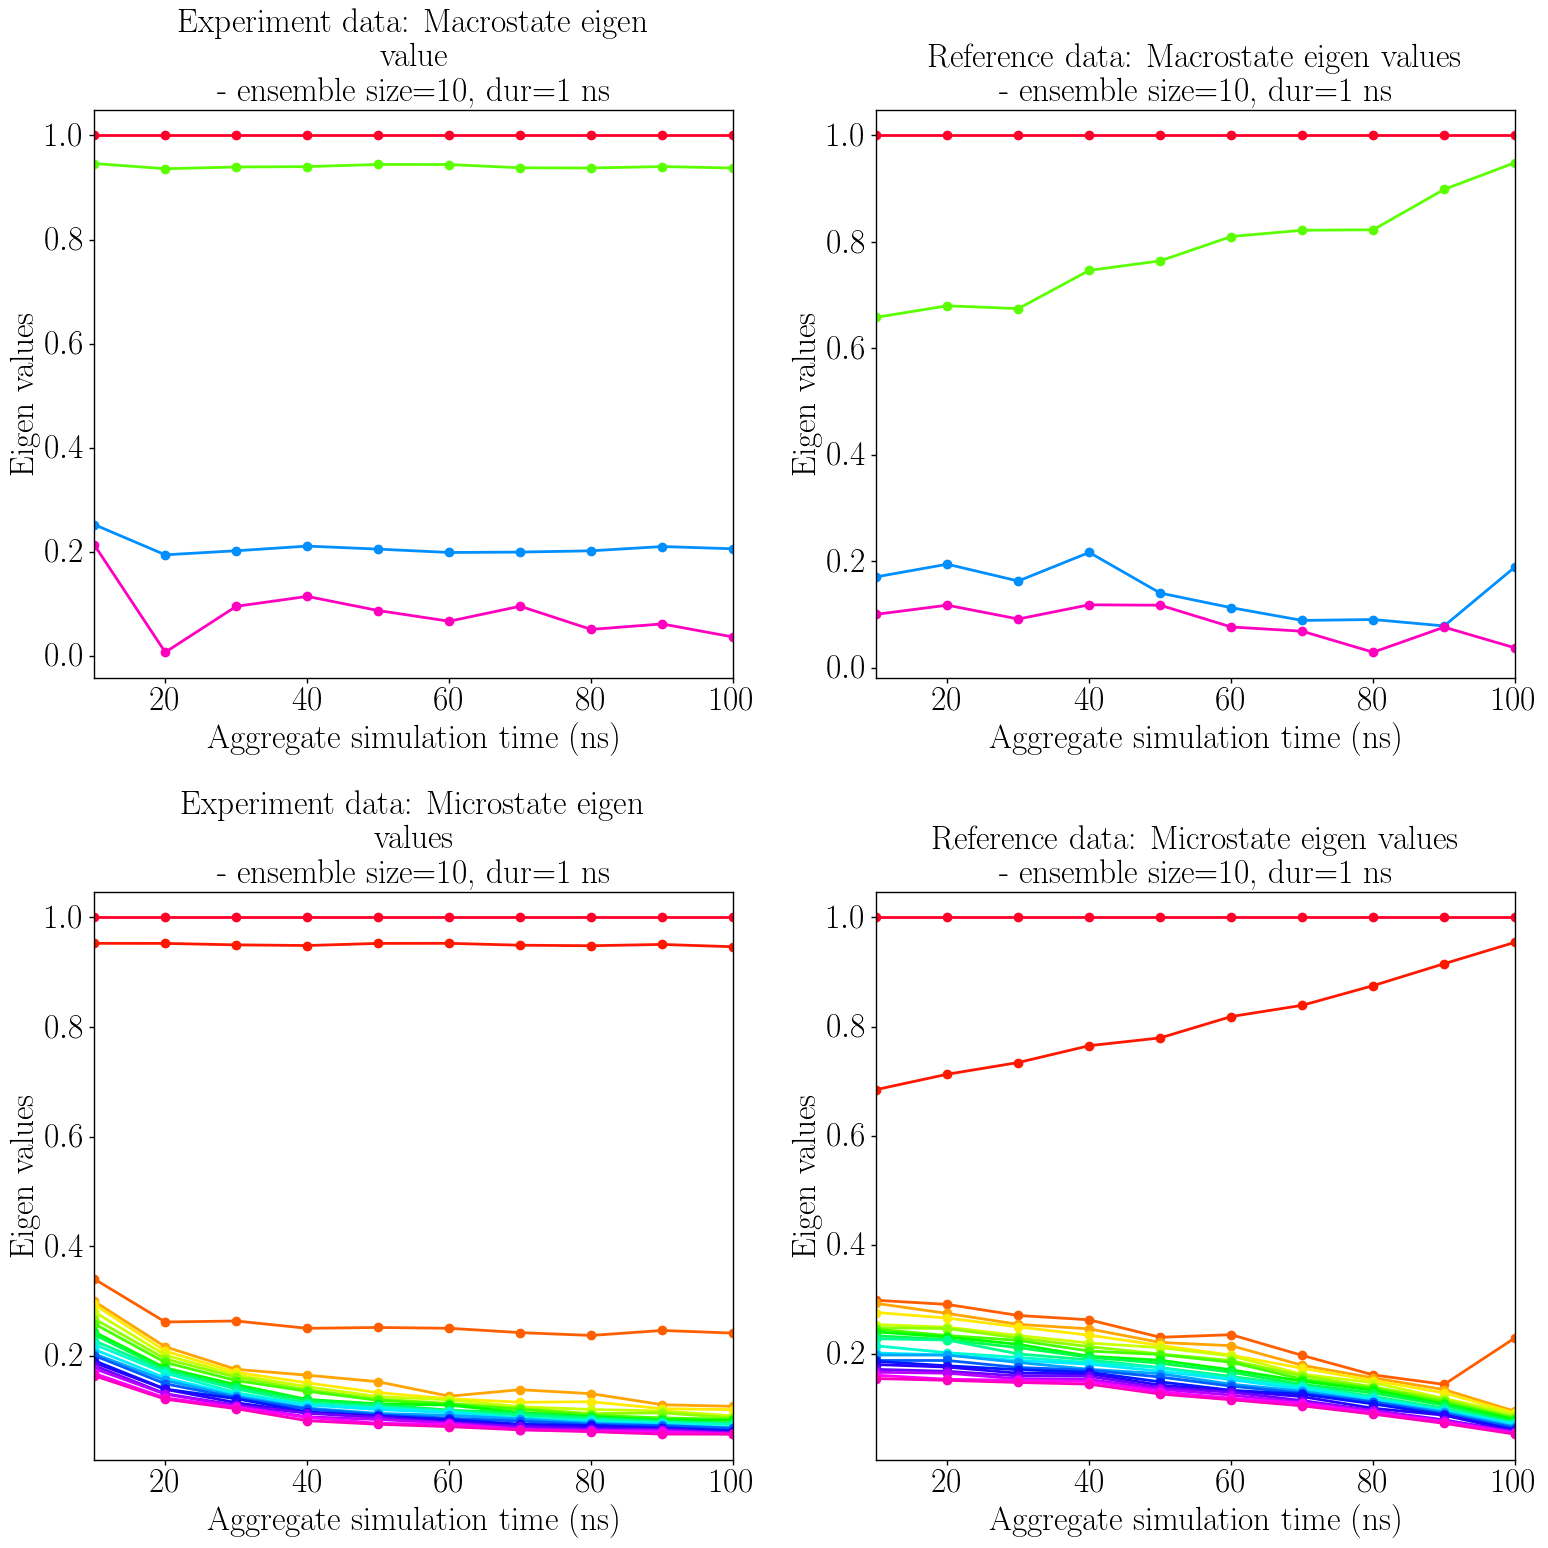 Experiment data: Macrostate eigen
value
- ensemble size=10, dur=1 ns
1.0
0.8
0.6
0.4
0.2
0.0
Eigen values
20 40 60 80 100
Aggregate simulation time (ns)
Reference data: Macrostate eigen values
- ensemble size=10, dur=1 ns
1.0
0.8
0.6
0.4
0.2
0.0
Eigen values
20 40 60 80 100
Aggregate simulation time (ns)
Experiment data: Microstate eigen
values
- ensemble size=10, dur=1 ns
1.0
0.8
0.6
0.4
0.2
Eigen values
20 40 60 80 100
Aggregate simulation time (ns)
Reference data: Microstate eigen values
- ensemble size=10, dur=1 ns
1.0
0.8
0.6
0.4
0.2
Eigen values
20 40 60 80 100
Aggregate simulation time (ns)